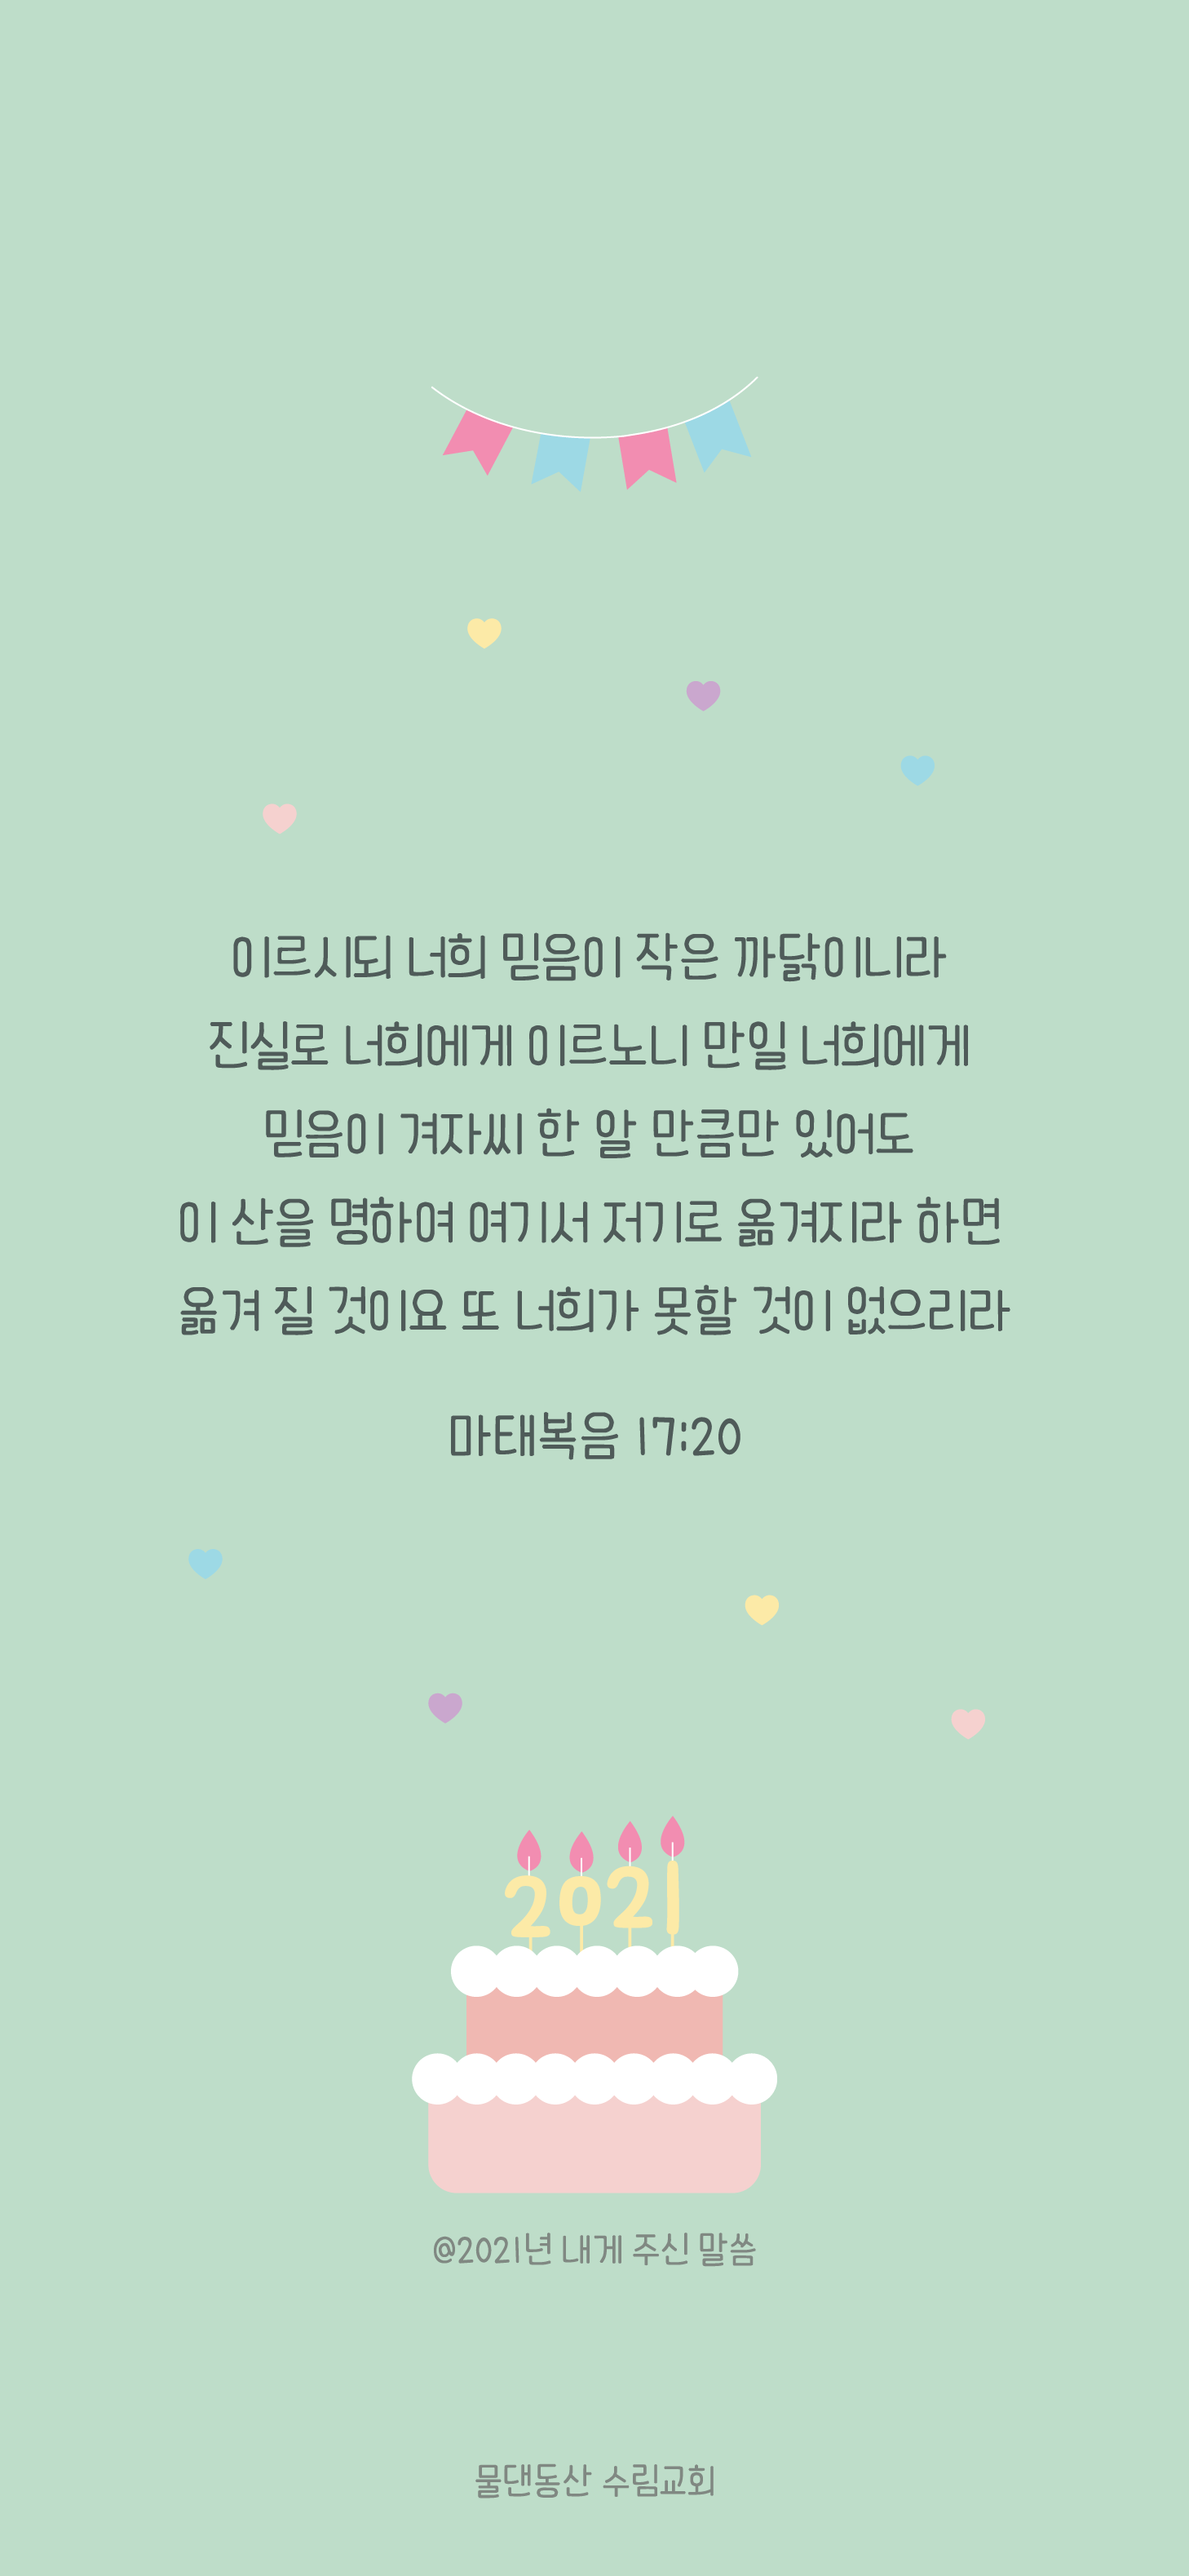 이르시되 너희 믿음이 작은 까닭이니라
진실로 너희에게 이르노니 만일 너희에게
믿음이 겨자씨 한 알 만큼만 있어도
이 산을 명하여 여기서 저기로 옮겨지라 하면
옮겨 질 것이요 또 너희가 못할 것이 없으리라
마태복음 17:20
2021
@2021년 내게 주신 말씀
물댄동산 수림교회